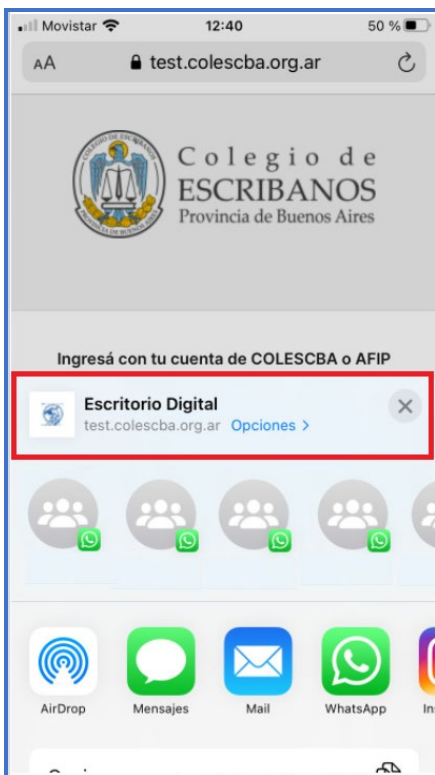 Movistar 12:40 50 %
AA test.colescba.org.ar
Colegio de
ESCRIBANOS
Provincia de Buenos Aires
Ingresá con tu cuenta de COLESCBA o AFIP
Escritorio Digital
test.colescba.org.ar Opciones >
AirDrop Mensajes Mail WhatsApp